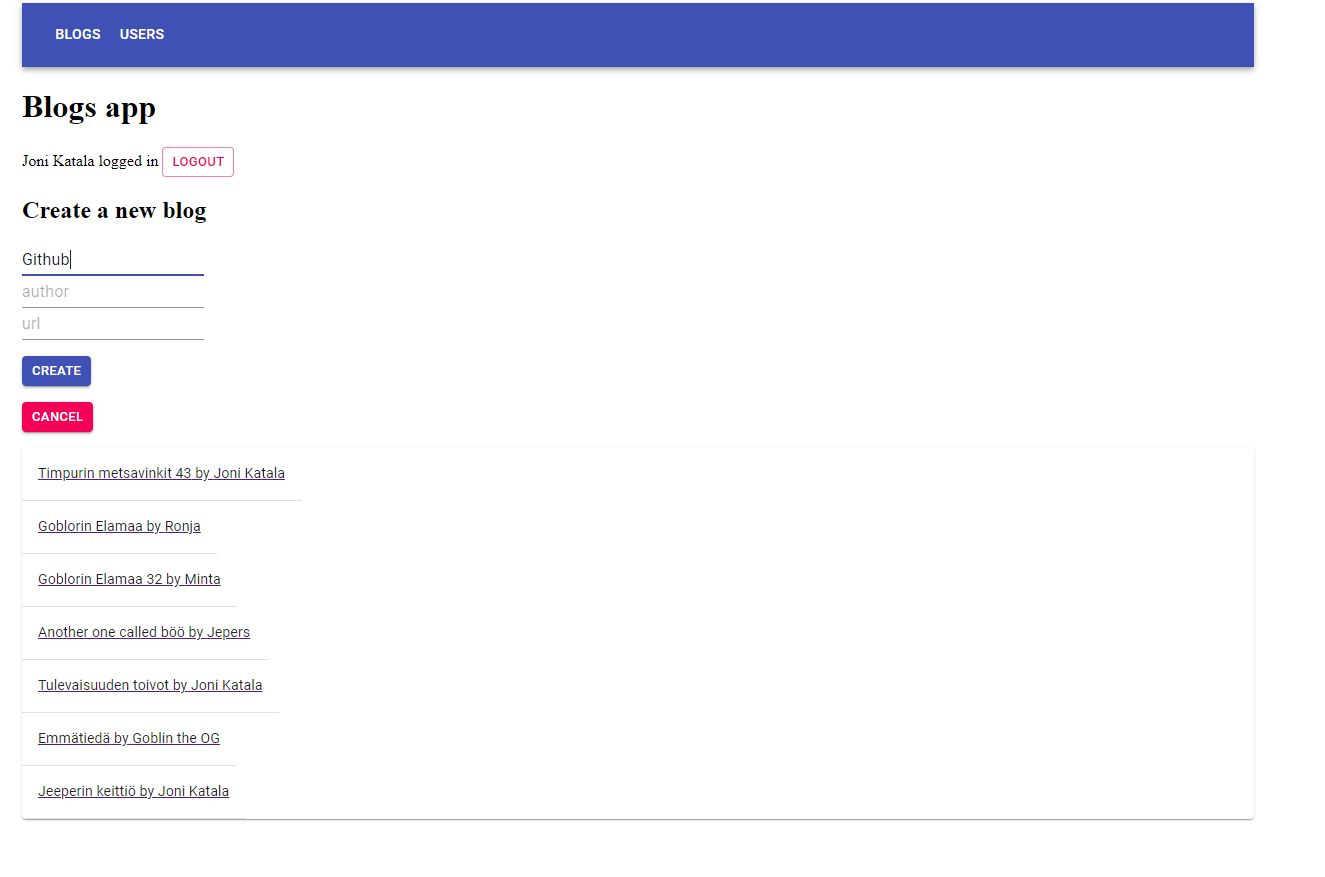 BLOGS USERS
Blogs app
Joni Katala logged in LOGOUT
Create a new blog
Github
author
url
CREATE
CANCEL
Timpurin metsavinkit 43 by Joni Katala
Goblorin Elamaa by Ronja
Goblorin Elamaa 32 by Minta
Another one called böö by Jepers
Tulevaisuuden toivot by Joni Katala
Emmätiedä by Goblin the OG
Jeeperin keittiö by Joni Katala